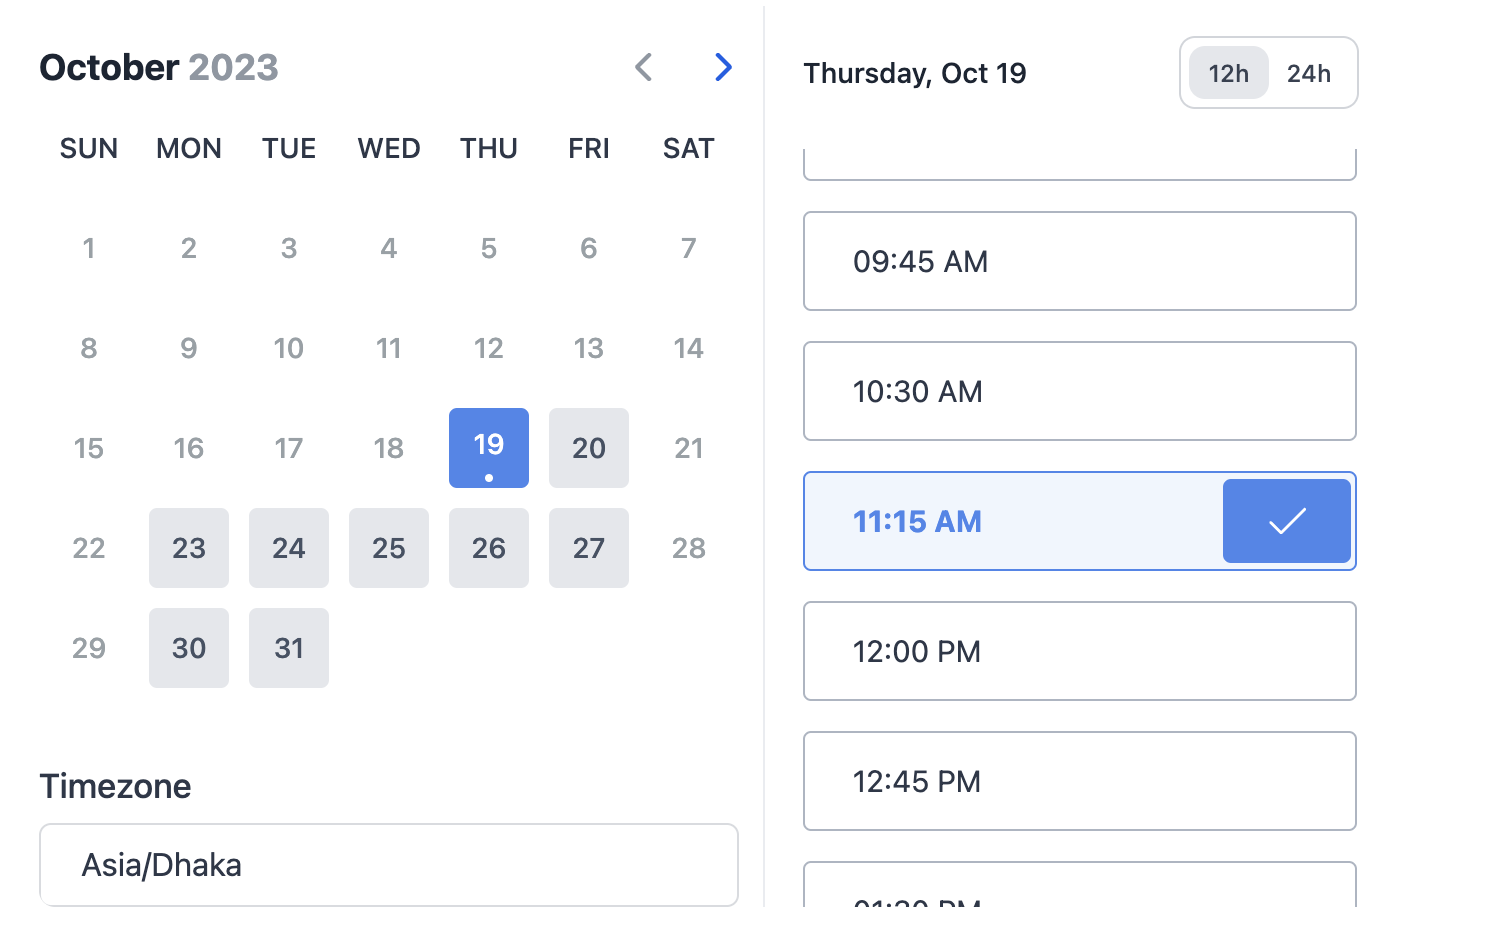 October 2023
SUN MON TUE WED THU FRI SAT
1 2 3 4 5 6 7
8 9 10 11 12 13 14
15 16 17 18 19 20 21
22 23 24 25 26 27 28
29 30 31
Timezone
Asia/Dhaka
Thursday, Oct 19
12h 24h
09:45 AM
10:30 AM
11:15 AM
12:00 PM
12:45 PM